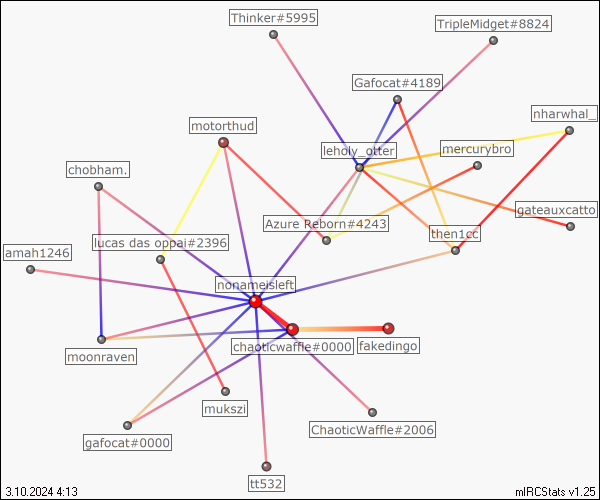 Thinker#5995
TripleMidget#8824
Gafocat#4189
nharwhal_
motorthud
leholy_otter
mercurybro
chobham.
gateauxcatto
Azure Reborn#4243
then1cc
lucas das oppai#2396
amah1246
nonameisleft
chaoticwaffle#0000
fakedingo
moonraven
mukszi
ChaoticWaffle#2006
gafocat#0000
tt532
3.10.2024 4:13
mIRCStats v1.25